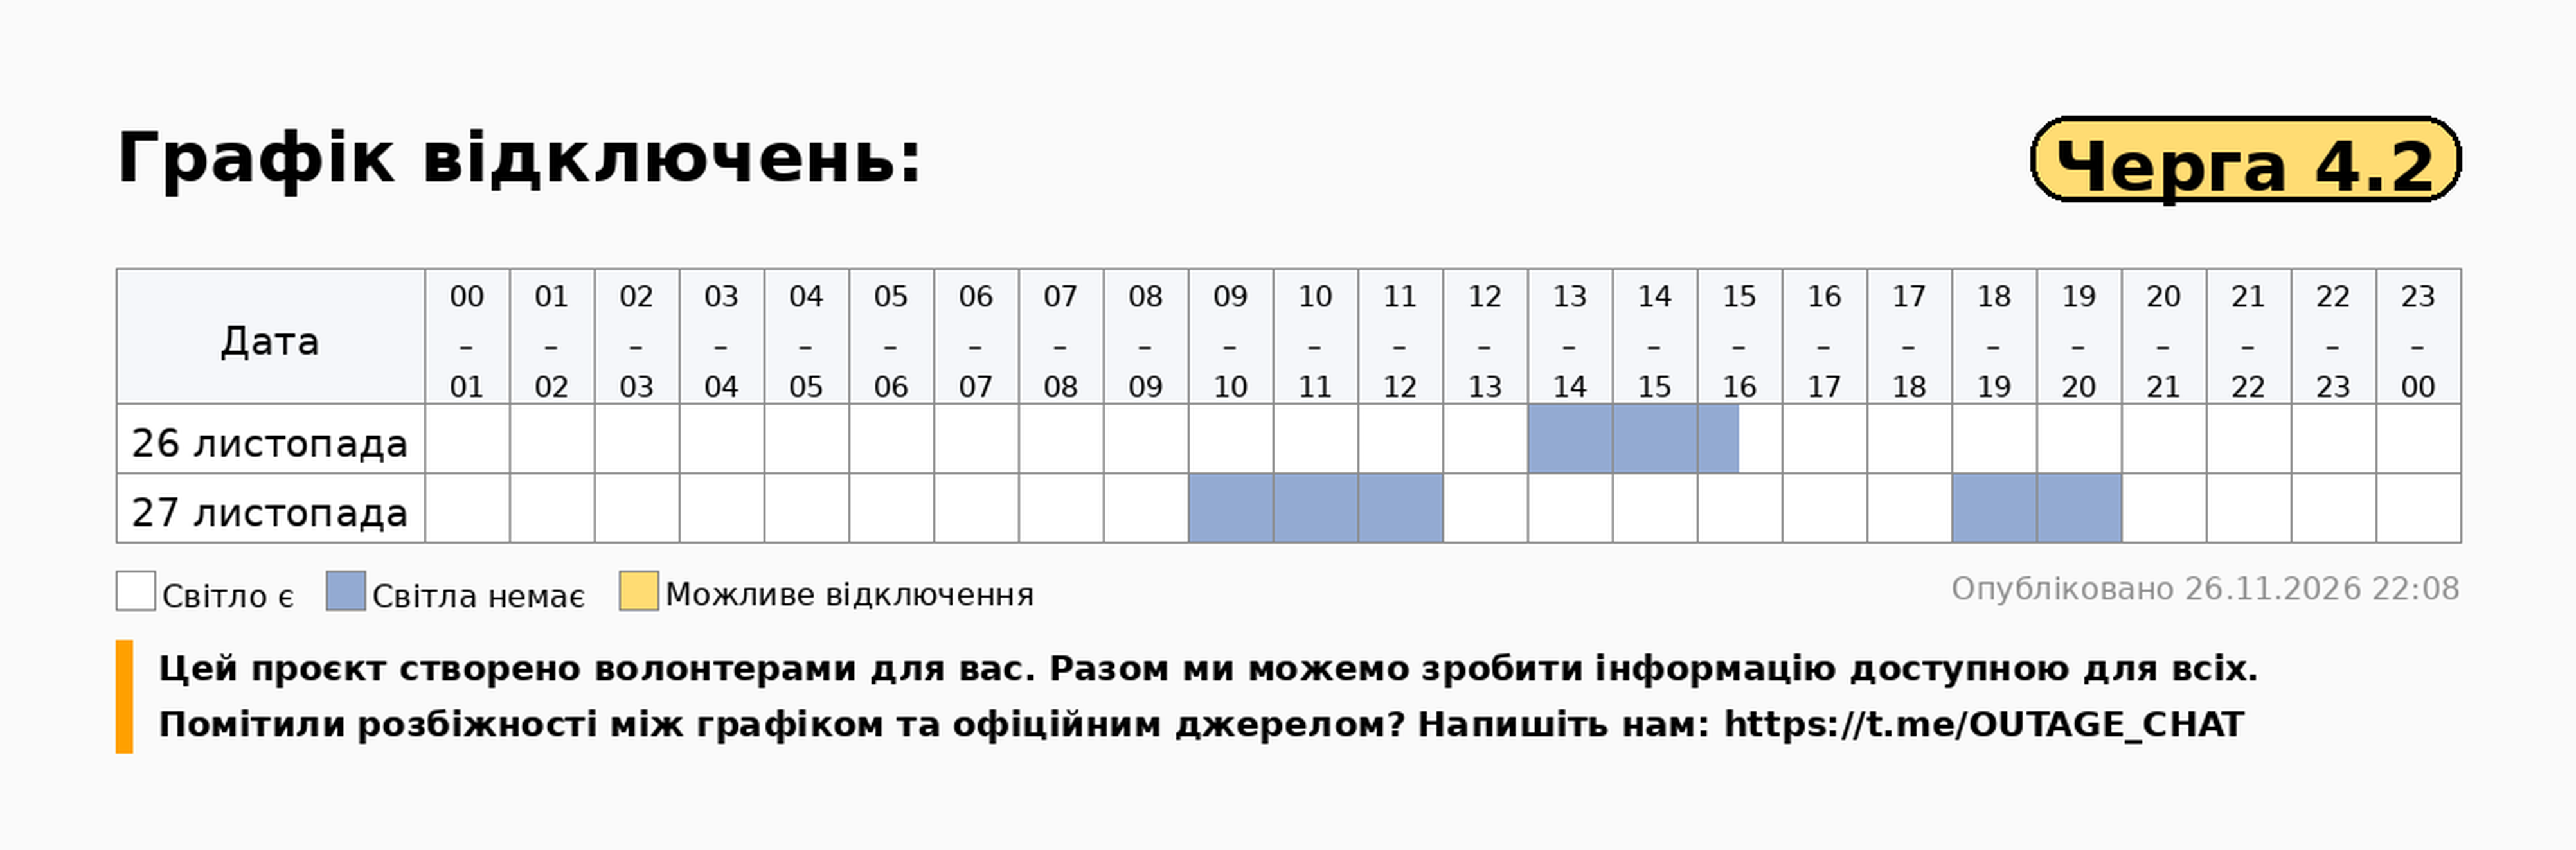 Графік відключень:
Черга 4.2
Дата 00 – 01 01 – 02 02 – 03 03 – 04 04 – 05 05 – 06 06 – 07 07 – 08 08 – 09 09 – 10 10 – 11 11 – 12 12 – 13 13 – 14 14 – 15 15 – 16 16 – 17 17 – 18 18 – 19 19 – 20 20 – 21 21 – 22 22 – 23 23 – 00
26 листопада
27 листопада
Світло є Світла немає Можливе відключення
Опубліковано 26.11.2026 22:08
Цей проєкт створено волонтерами для вас. Разом ми можемо зробити інформацію доступною для всіх.
Помітили розбіжності між графіком та офіційним джерелом? Напишіть нам: https://t.me/OUTAGE_CHAT